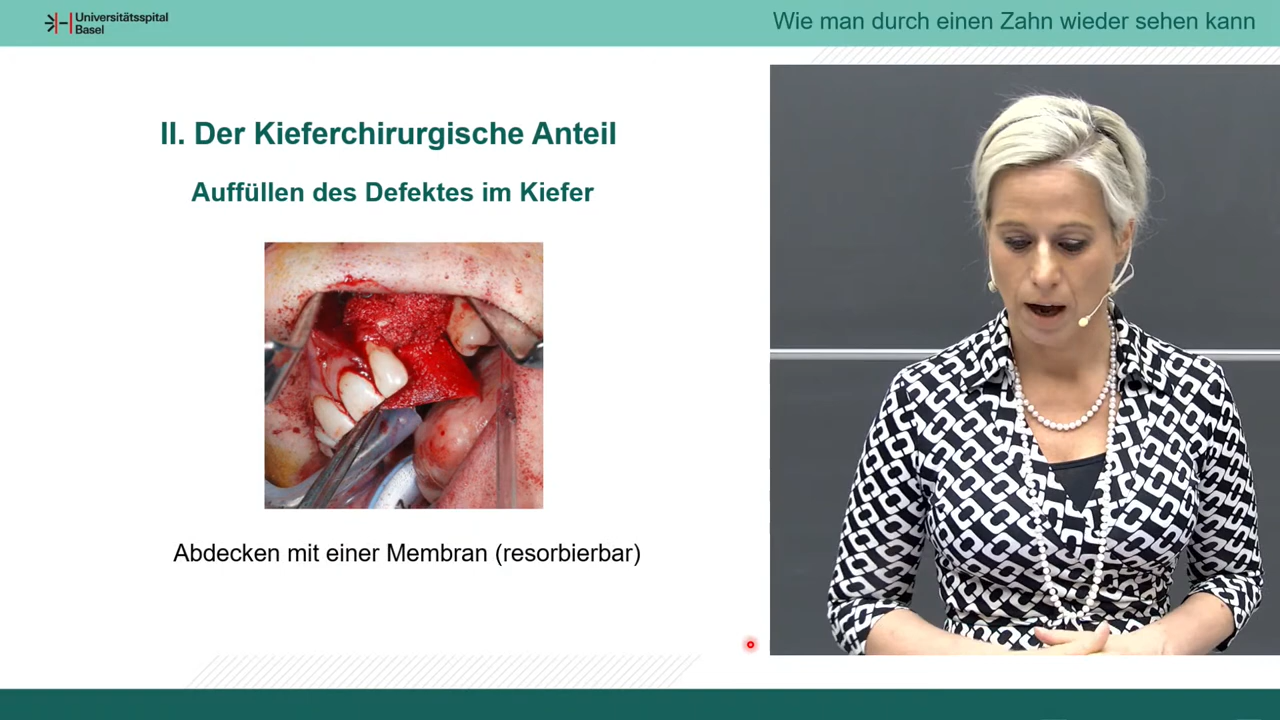 Universitätsspital
Basel
Wie man durch einen Zahn wieder sehen kann
II. Der Kieferchirurgische Anteil
Auffüllen des Defektes im Kiefer
Abdecken mit einer Membran (resorbierbar)